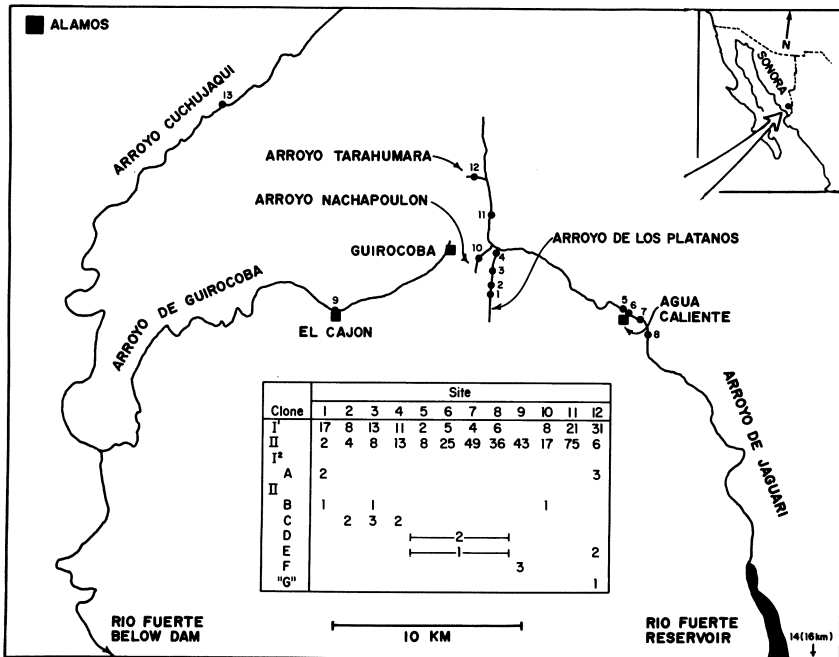 ALAMOS
N
SONORA
ARROYO CUCHUJAQUI
13
ARROYO TARAHUMARA
12
ARROYO NACHAPOULON
11
GUIROCOBA
10
4
3
2
1
ARROYO DE LOS PLATANOS
ARROYO DE GUIROCOBA
9
EL CAJON
5
6
7
8
AGUA
CALIENTE
ARROYO DE JAGUARI
Site
Clone 1 2 3 4 5 6 7 8 9 10 11 12
I¹ 17 8 13 11 2 5 4 6 8 21 31
II 2 4 8 13 8 25 49 36 43 17 75 6
I²
A 2 3
II
B 1 1 1
C 2 3 2
D 2
E 1 2
F 3
"G" 1
RIO FUERTE
BELOW DAM
10 KM
RIO FUERTE
RESERVOIR
14(16km)